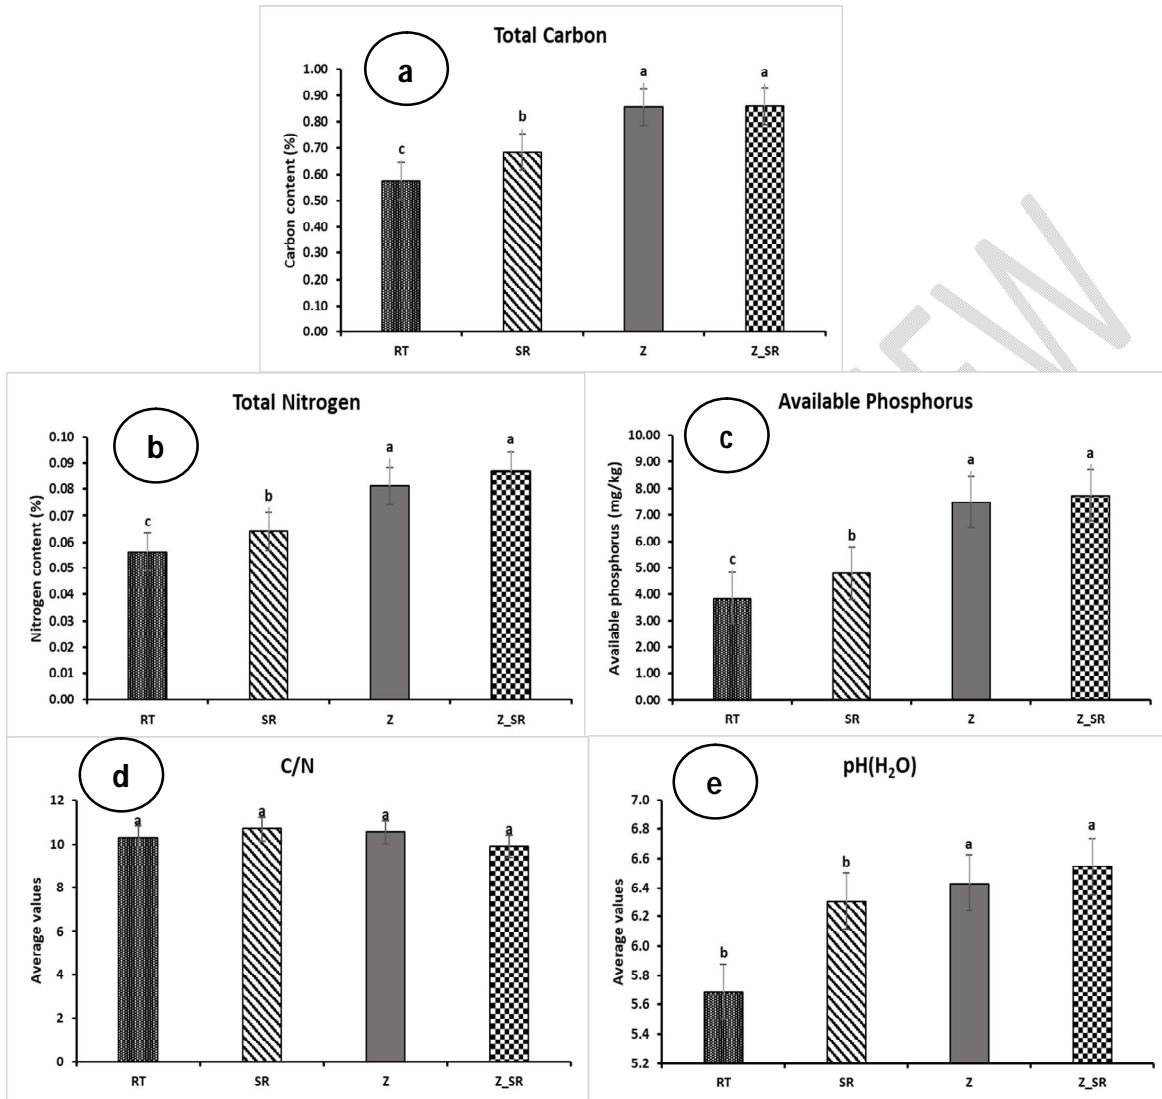 Total Carbon
a
Carbon content (%)
1.00
0.90
0.80
0.70
0.60
0.50
0.40
0.30
0.20
0.10
0.00
c
b
a
a
RT SR Z Z_SR
Total Nitrogen
b
Nitrogen content (%)
0.10
0.09
0.08
0.07
0.06
0.05
0.04
0.03
0.02
0.01
0.00
c
b
a
a
RT SR Z Z_SR
Available Phosphorus
c
Available phosphorus (mg/kg)
10.00
9.00
8.00
7.00
6.00
5.00
4.00
3.00
2.00
1.00
0.00
c
b
a
a
RT SR Z Z_SR
C/N
d
Average values
12
10
8
6
4
2
0
a
a
a
a
RT SR Z Z_SR
pH(H₂O)
e
Average values
7.0
6.8
6.6
6.4
6.2
6.0
5.8
5.6
5.4
5.2
b
b
a
a
RT SR Z Z_SR